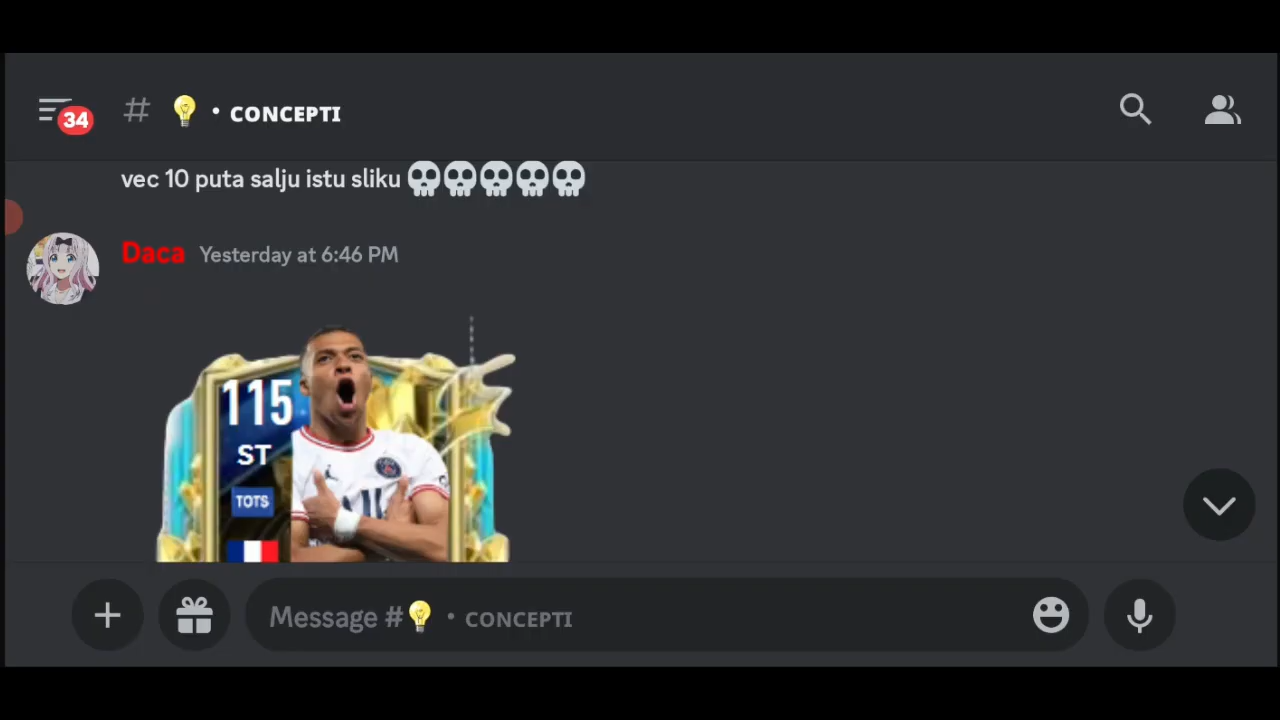 34
# 💡 • CONCEPTI
vec 10 puta salju istu sliku 💀💀💀💀💀
Daca Yesterday at 6:46 PM
115
ST
TOTS
Message #💡 • CONCEPTI